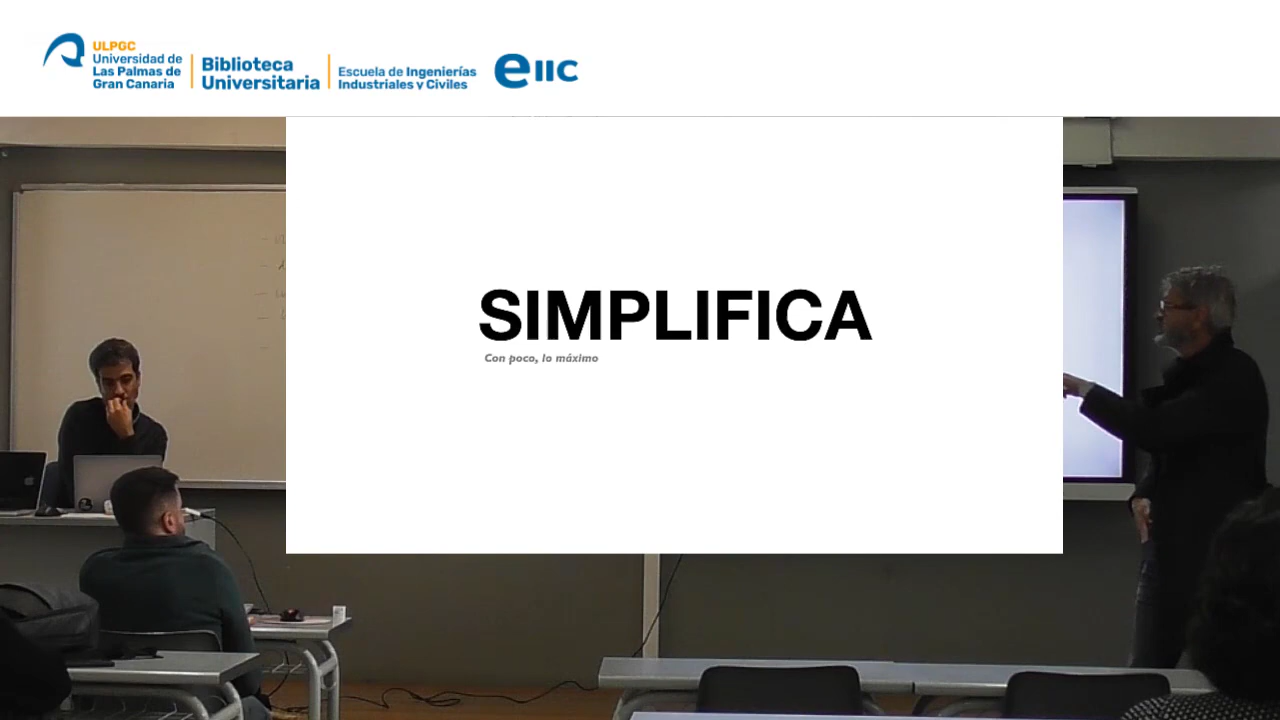 ULPGC
Universidad de
Las Palmas de
Gran Canaria
Biblioteca
Universitaria
Escuela de Ingenierías
Industriales y Civiles
eiic
SIMPLIFICA
Con poco, lo máximo